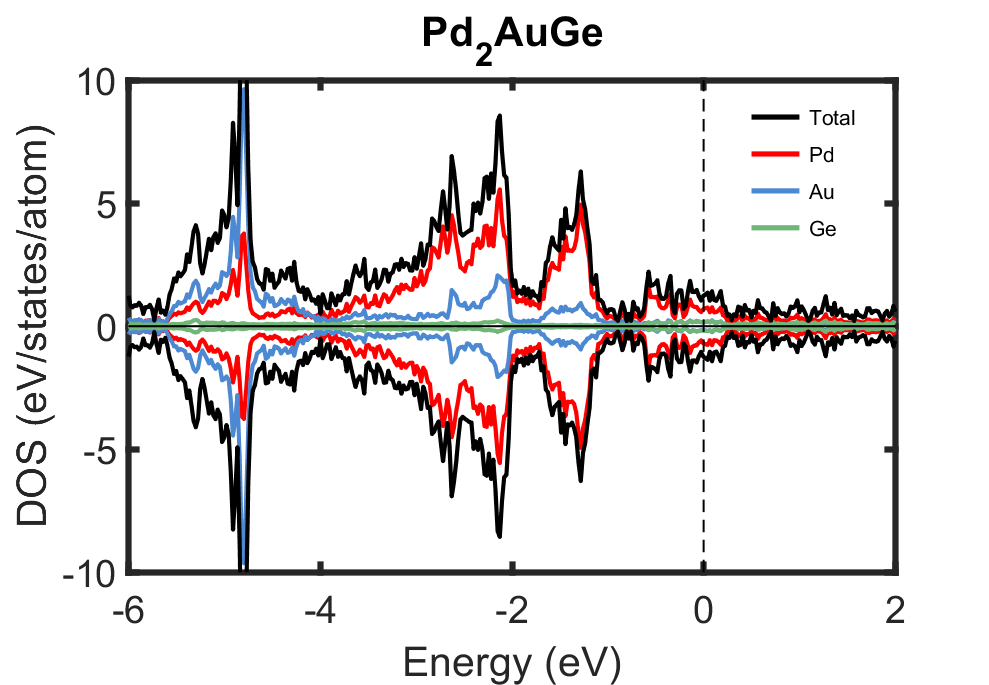 Pd₂AuGe
10
5
0
-5
-10
DOS (eV/states/atom)
Total
Pd
Au
Ge
-6 -4 -2 0 2
Energy (eV)